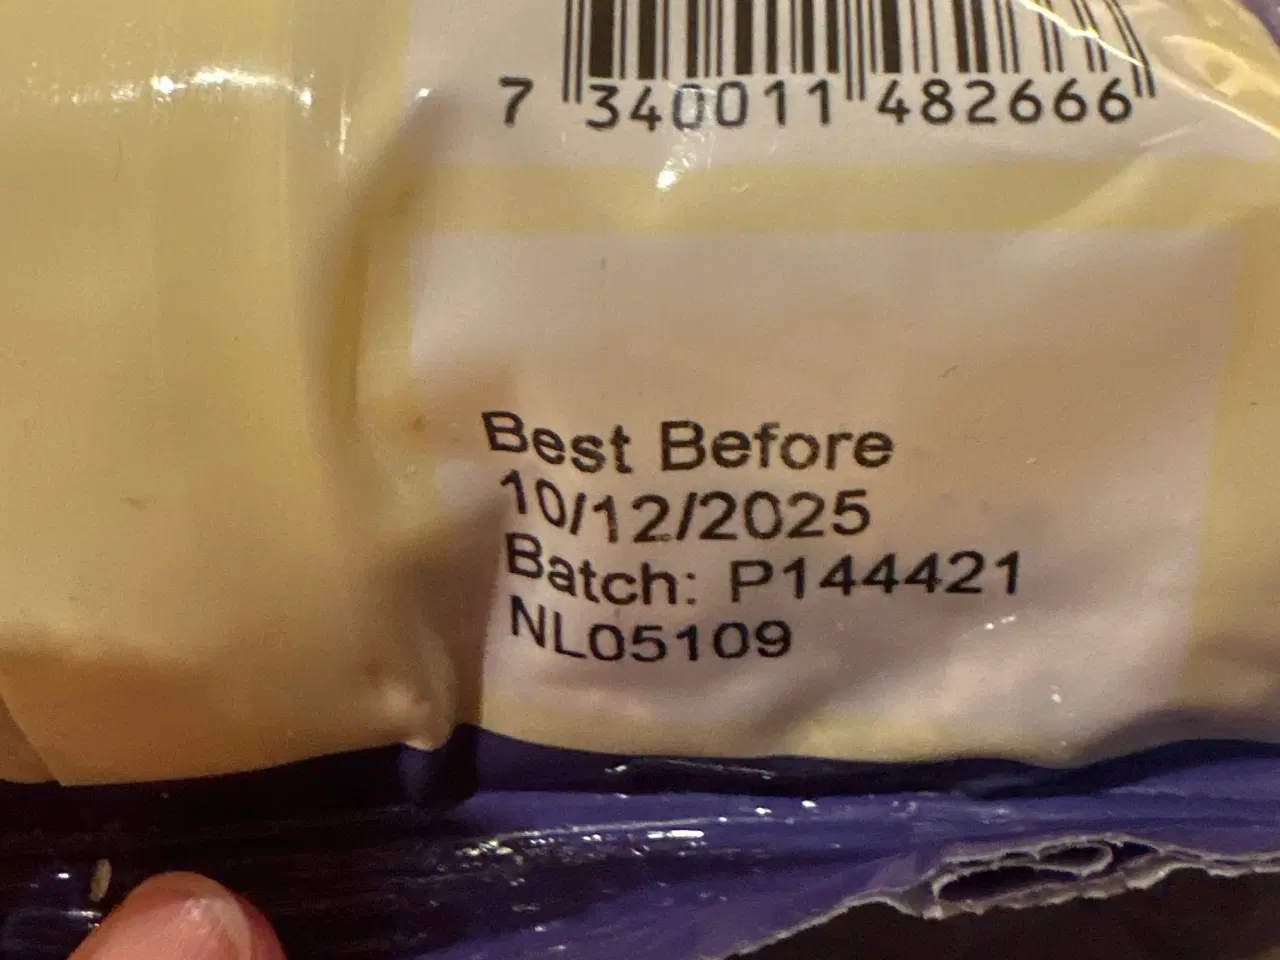 7 340011 482666
Best Before
10/12/2025
Batch: P144421
NL05109